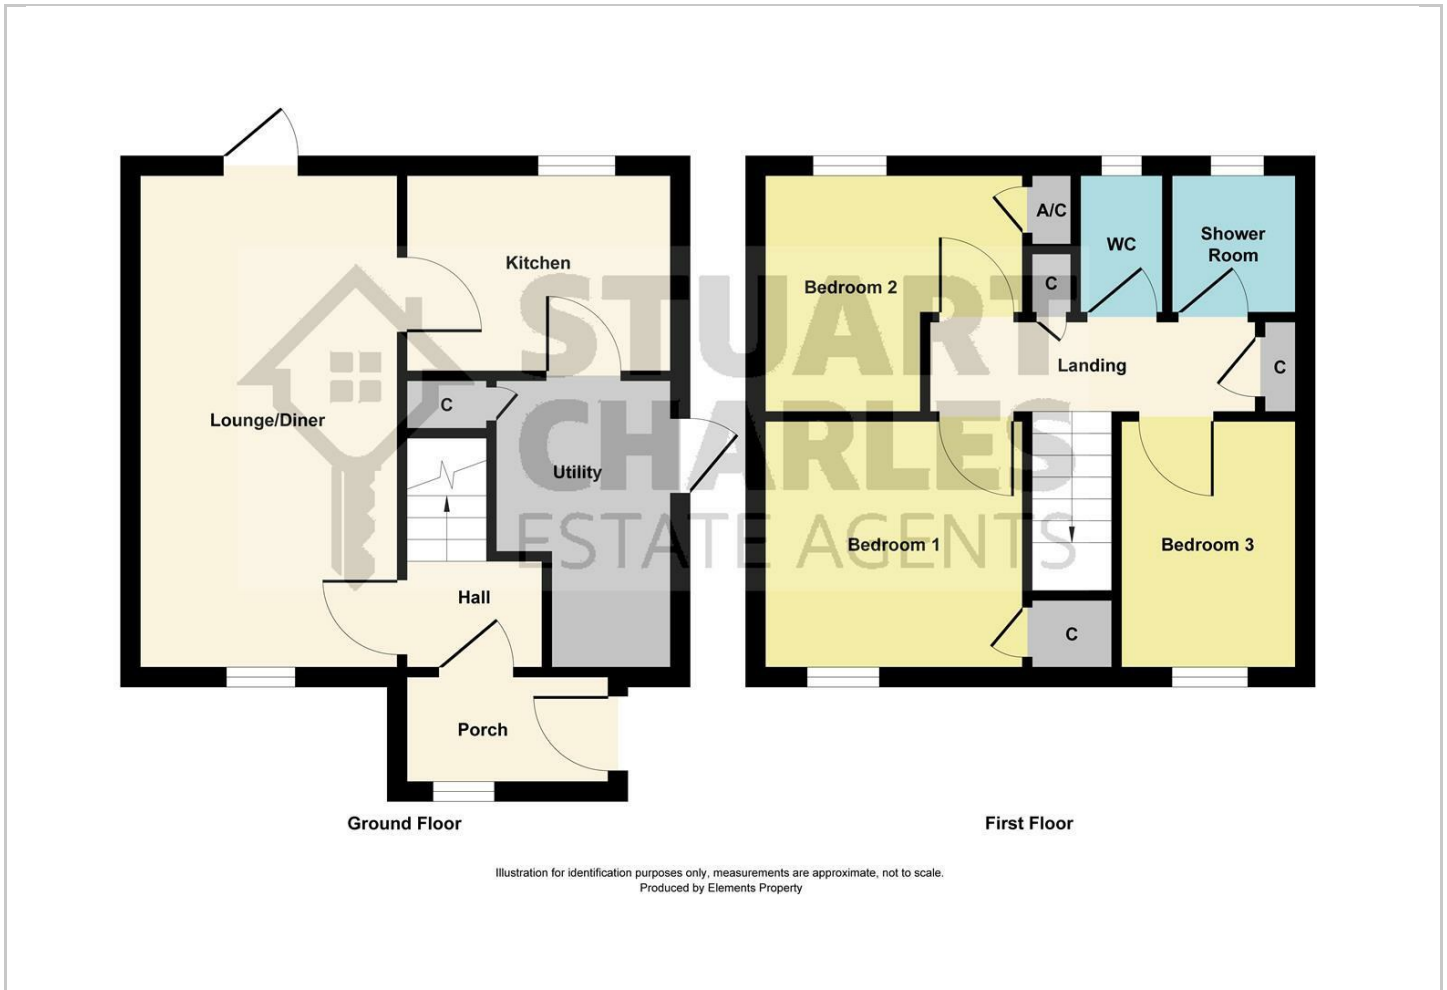 Kitchen
C
Lounge/Diner
Utility
Hall
Porch
Ground Floor
A/C
WC
Shower
Room
Bedroom 2
C
Landing
C
Bedroom 1
Bedroom 3
C
First Floor
STUART
CHARLES
ESTATE AGENTS
Illustration for identification purposes only, measurements are approximate, not to scale.
Produced by Elements Property